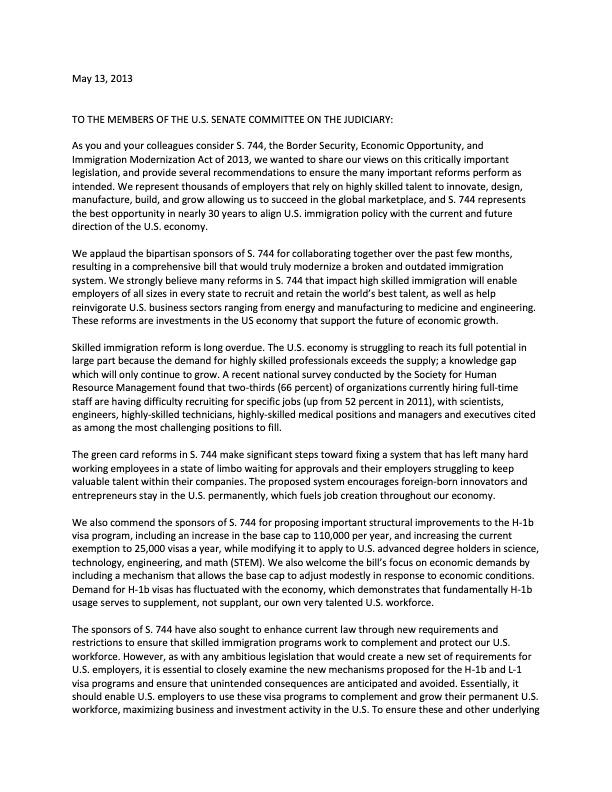 May 13, 2013
TO THE MEMBERS OF THE U.S. SENATE COMMITTEE ON THE JUDICIARY:
As you and your colleagues consider S. 744, the Border Security, Economic Opportunity, and
Immigration Modernization Act of 2013, we wanted to share our views on this critically important
legislation, and provide several recommendations to ensure the many important reforms perform as
intended. We represent thousands of employers that rely on highly skilled talent to innovate, design,
manufacture, build, and grow allowing us to succeed in the global marketplace, and S. 744 represents
the best opportunity in nearly 30 years to align U.S. immigration policy with the current and future
direction of the U.S. economy.
We applaud the bipartisan sponsors of S. 744 for collaborating together over the past few months,
resulting in a comprehensive bill that would truly modernize a broken and outdated immigration
system. We strongly believe many reforms in S. 744 that impact high skilled immigration will enable
employers of all sizes in every state to recruit and retain the world's best talent, as well as help
reinvigorate U.S. business sectors ranging from energy and manufacturing to medicine and engineering.
These reforms are investments in the US economy that support the future of economic growth.
Skilled immigration reform is long overdue. The U.S. economy is struggling to reach its full potential in
large part because the demand for highly skilled professionals exceeds the supply; a knowledge gap
which will only continue to grow. A recent national survey conducted by the Society for Human
Resource Management found that two-thirds (66 percent) of organizations currently hiring full-time
staff are having difficulty recruiting for specific jobs (up from 52 percent in 2011), with scientists,
engineers, highly-skilled technicians, highly-skilled medical positions and managers and executives cited
as among the most challenging positions to fill.
The green card reforms in S. 744 make significant steps toward fixing a system that has left many hard
working employees in a state of limbo waiting for approvals and their employers struggling to keep
valuable talent within their companies. The proposed system encourages foreign-born innovators and
entrepreneurs stay in the U.S. permanently, which fuels job creation throughout our economy.
We also commend the sponsors of S. 744 for proposing important structural improvements to the H-1b
visa program, including an increase in the base cap to 110,000 per year, and increasing the current
exemption to 25,000 visas a year, while modifying it to apply to U.S. advanced degree holders in science,
technology, engineering, and math (STEM). We also welcome the bill's focus on economic demands by
including a mechanism that allows the base cap to adjust modestly in response to economic conditions.
Demand for H-1b visas has fluctuated with the economy, which demonstrates that fundamentally H-1b
usage serves to supplement, not supplant, our own very talented U.S. workforce.
The sponsors of S. 744 have also sought to enhance current law through new requirements and
restrictions to ensure that skilled immigration programs work to complement and protect our U.S.
workforce. However, as with any ambitious legislation that would create a new set of requirements for
U.S. employers, it is essential to closely examine the new mechanisms proposed for the H-1b and L-1
visa programs and ensure that unintended consequences are anticipated and avoided. Essentially, it
should enable U.S. employers to use these visa programs to complement and grow their permanent U.S.
workforce, maximizing business and investment activity in the U.S. To ensure these and other underlying